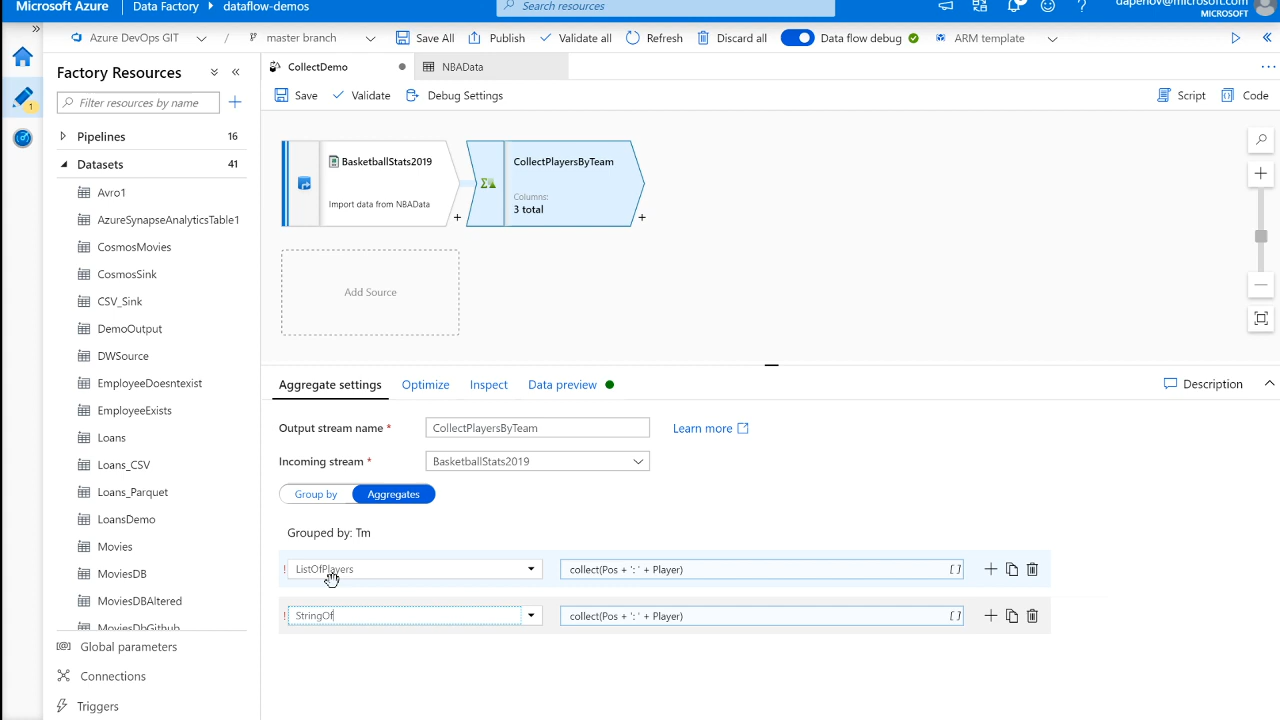 Microsoft Azure
Data Factory
dataflow-demos
Search resources
MICROSOFT
Azure DevOps GIT
/
master branch
Save All
Publish
Validate all
Refresh
Discard all
Data flow debug
ARM template
Factory Resources
Filter resources by name
Pipelines 16
Datasets 41
Avro1
AzureSynapseAnalyticsTable1
CosmosMovies
CosmosSink
CSV_Sink
DemoOutput
DWSource
EmployeeDoesntexist
EmployeeExists
Loans
Loans_CSV
Loans_Parquet
LoansDemo
Movies
MoviesDB
MoviesDBAltered
MoviesDbGithub
Global parameters
Connections
Triggers
1
CollectDemo
NBAData
Save
Validate
Debug Settings
Script
Code
BasketballStats2019
Import data from NBAData
CollectPlayersByTeam
Columns:
3 total
Add Source
Aggregate settings
Optimize
Inspect
Data preview
Description
Output stream name *
CollectPlayersByTeam
Learn more
Incoming stream *
BasketballStats2019
Group by
Aggregates
Grouped by: Tm
ListOfPlayers
collect(Pos + ': ' + Player)
[ ]
StringOf
collect(Pos + ': ' + Player)
[ ]